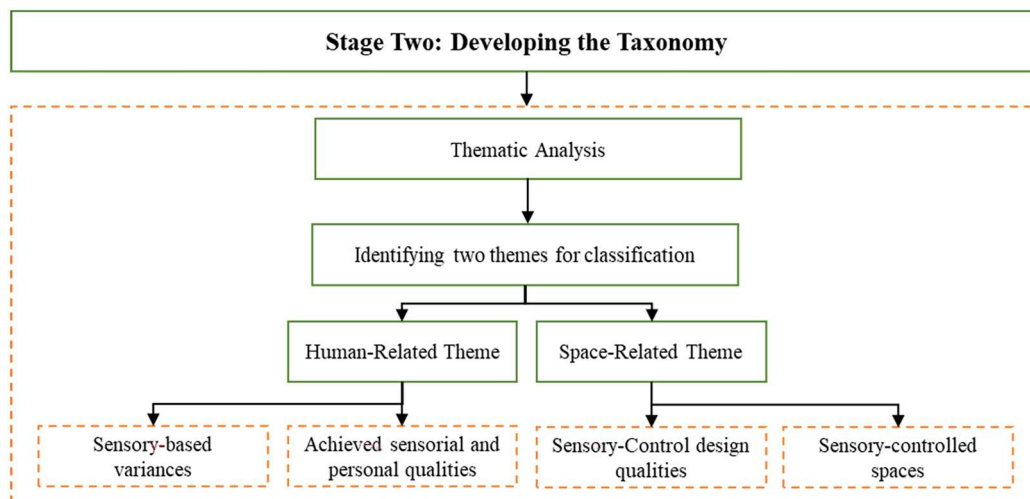 Stage Two: Developing the Taxonomy
Thematic Analysis
Identifying two themes for classification
Human-Related Theme
Space-Related Theme
Sensory-based
variances
Achieved sensorial and
personal qualities
Sensory-Control design
qualities
Sensory-controlled
spaces